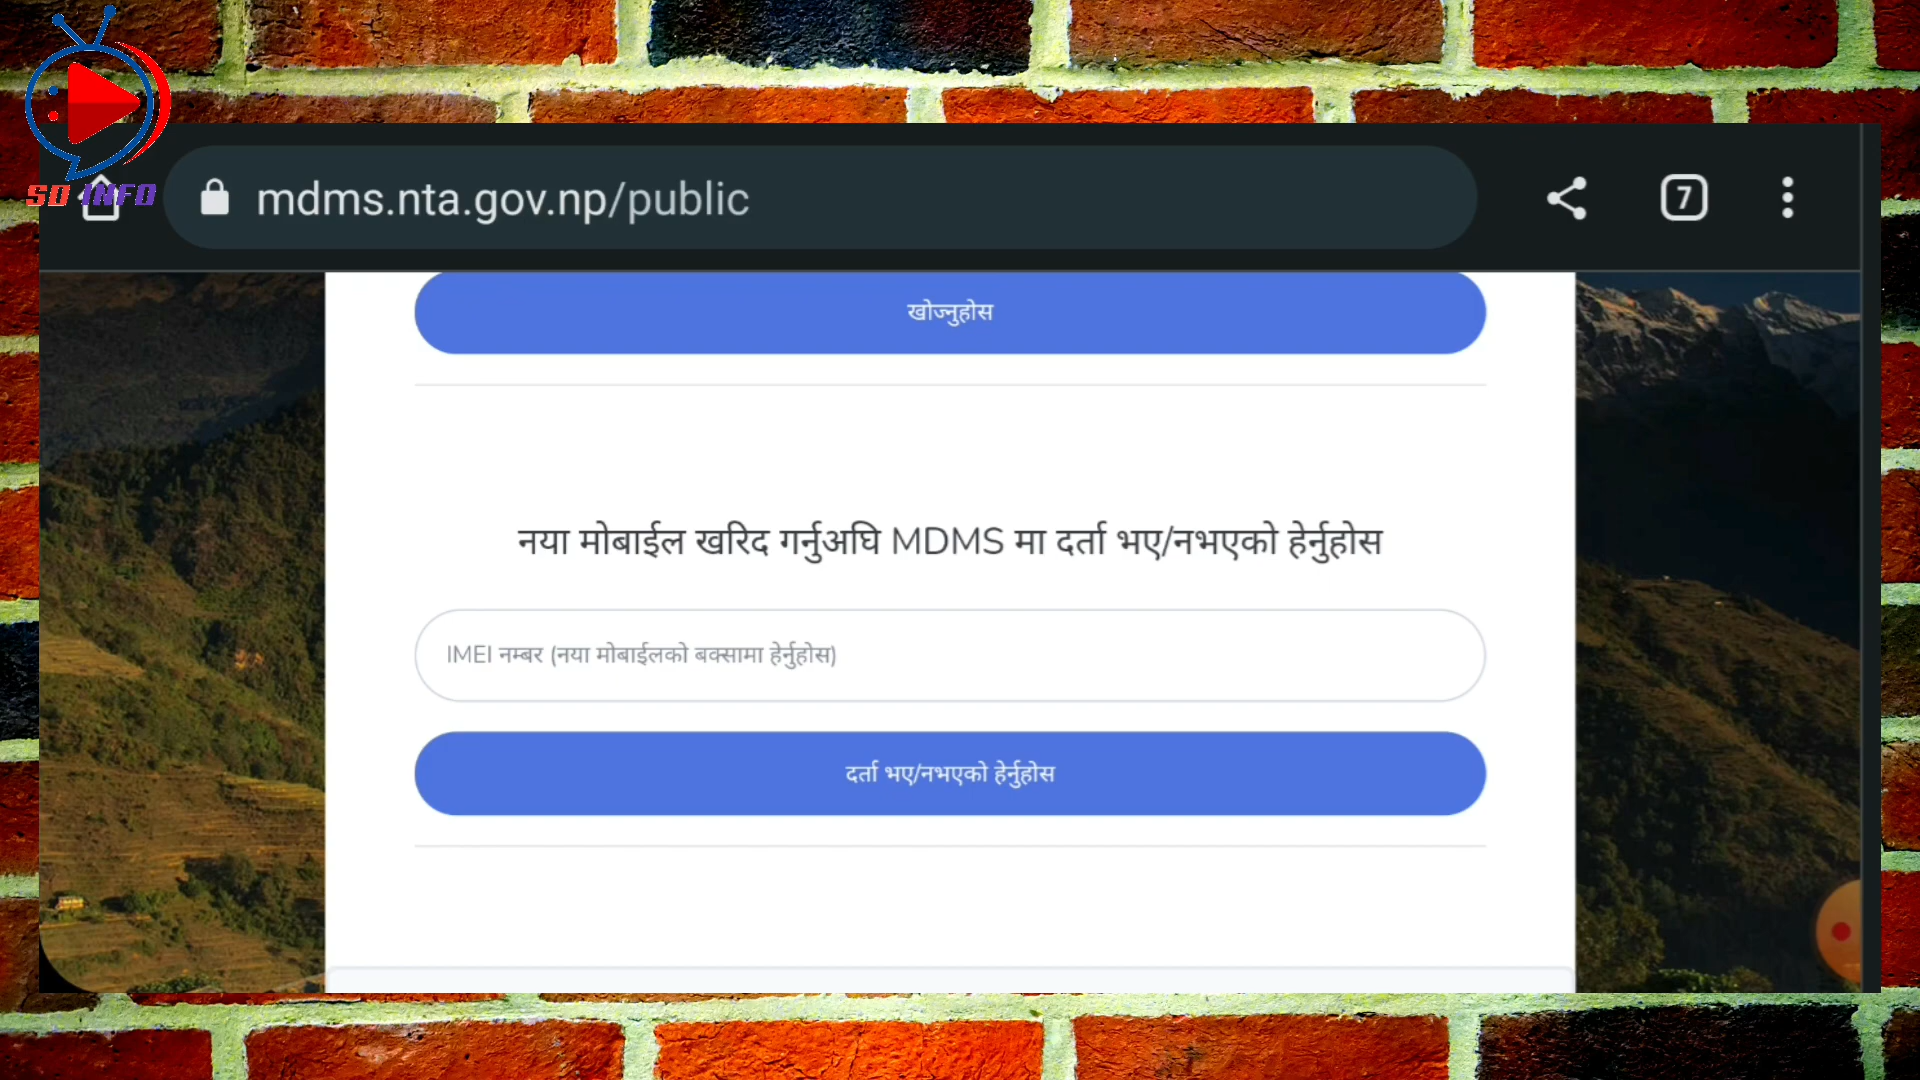 SD INFO
mdms.nta.gov.np/public
7
खोज्नुहोस
नया मोबाईल खरिद गर्नुअघि MDMS मा दर्ता भए/नभएको हेर्नुहोस
IMEI नम्बर (नया मोबाईलको बक्सामा हेर्नुहोस)
दर्ता भए/नभएको हेर्नुहोस